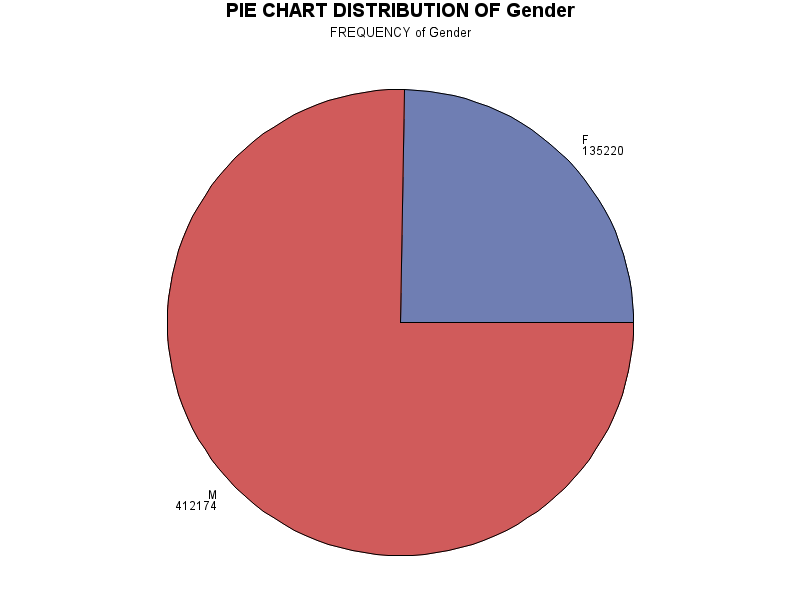 PIE CHART DISTRIBUTION OF Gender
FREQUENCY of Gender
F
135220
M
412174